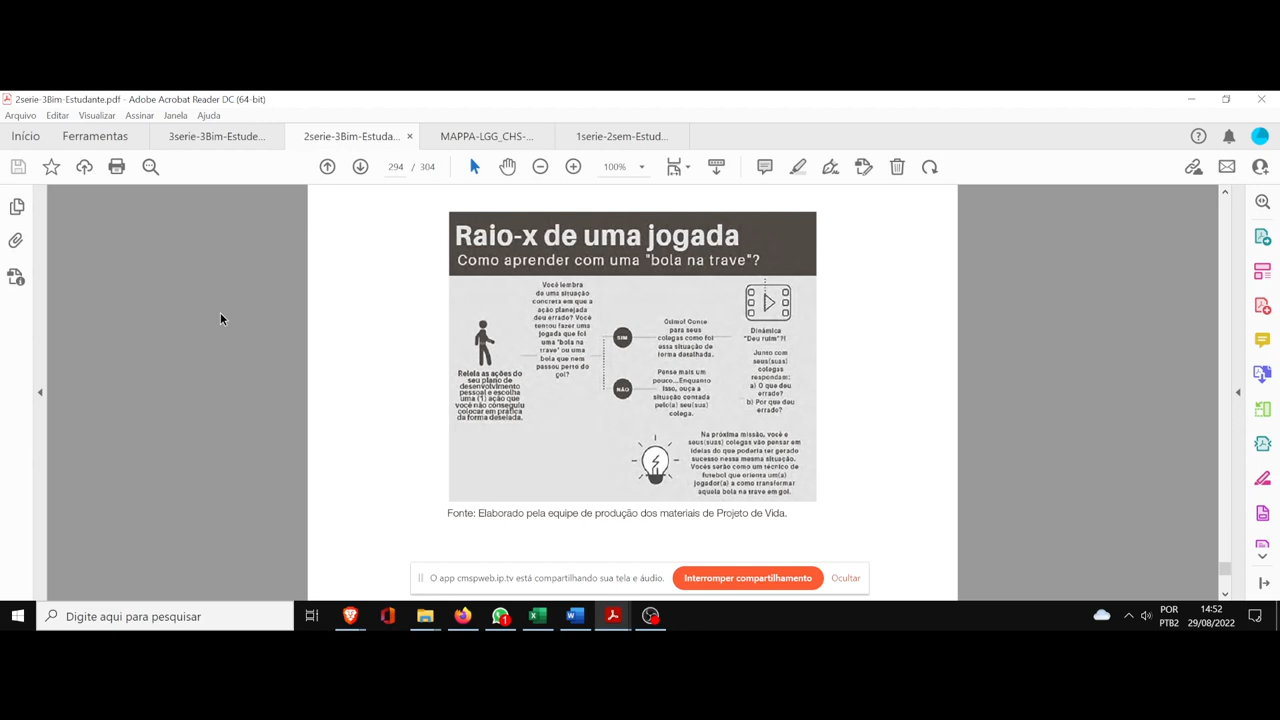 2serie-3Bim-Estudante.pdf - Adobe Acrobat Reader DC (64-bit)
Arquivo Editar Visualizar Assinar Janela Ajuda
Início Ferramentas 3serie-3Bim-Estude... 2serie-3Bim-Estuda... × MAPPA-LGG_CHS-... 1serie-2sem-Estud...
294 / 304 100%
Raio-x de uma jogada
Como aprender com uma "bola na trave"?
Releia as ações do
seu plano de
desenvolvimento
pessoal e escolha
uma (1) ação que
você não conseguiu
colocar em prática
da forma desejada.
Você lembra
de uma situação
concreta em que a
ação planejada
deu errado? Você
tentou fazer uma
jogada que foi
uma "bola na
trave" ou uma
bola que nem
passou perto do
gol?
SIM
Ótimo! Conte
para seus
colegas como foi
essa situação de
forma detalhada.
NÃO
Pense mais um
pouco...Enquanto
isso, ouça a
situação contada
pelo(a) seu(sua)
colega.
Dinâmica
"Deu ruim"?!
Junto com
seus(suas)
colegas
respondam:
a) O que deu
errado?
b) Por que deu
errado?
Na próxima missão, você e
seus(suas) colegas vão pensar em
ideias do que poderia ter gerado
sucesso nessa mesma situação.
Vocês serão como um técnico de
futebol que orienta um(a)
jogador(a) a como transformar
aquela bola na trave em gol.
Fonte: Elaborado pela equipe de produção dos materiais de Projeto de Vida.
O app cmspweb.ip.tv está compartilhando sua tela e áudio. Interromper compartilhamento Ocultar
Digite aqui para pesquisar
1
POR 14:52
PTB2 29/08/2022